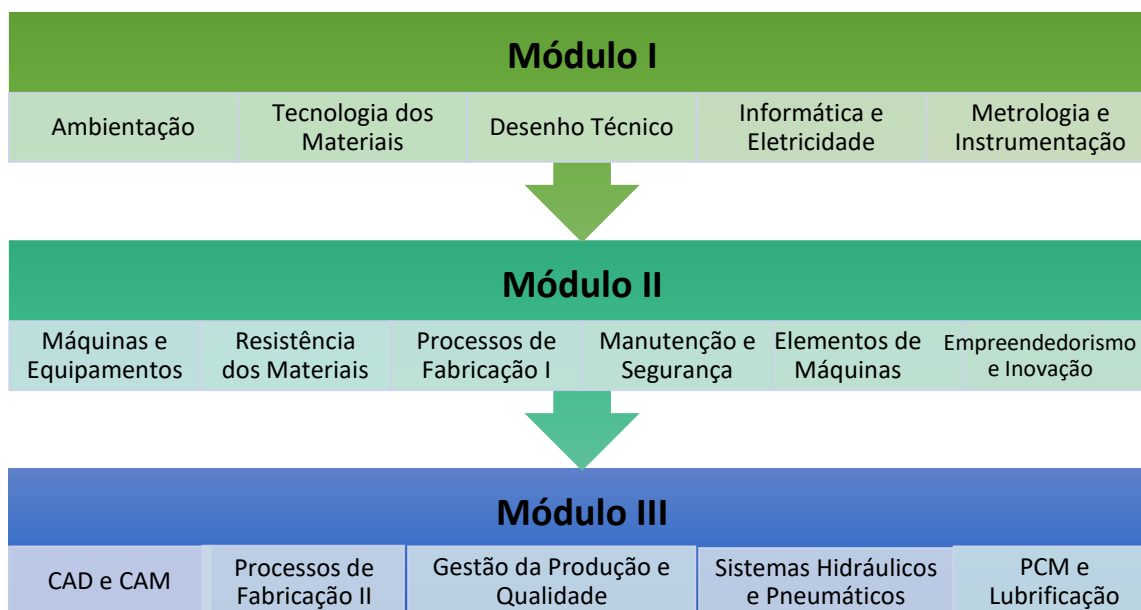 Módulo I
Ambientação
Tecnologia dos
Materiais
Desenho Técnico
Informática e
Eletricidade
Metrologia e
Instrumentação
Módulo II
Máquinas e
Equipamentos
Resistência
dos Materiais
Processos de
Fabricação I
Manutenção e
Segurança
Elementos de
Máquinas
Empreendedorismo
e Inovação
Módulo III
CAD e CAM
Processos de
Fabricação II
Gestão da Produção e
Qualidade
Sistemas Hidráulicos
e Pneumáticos
PCM e
Lubrificação